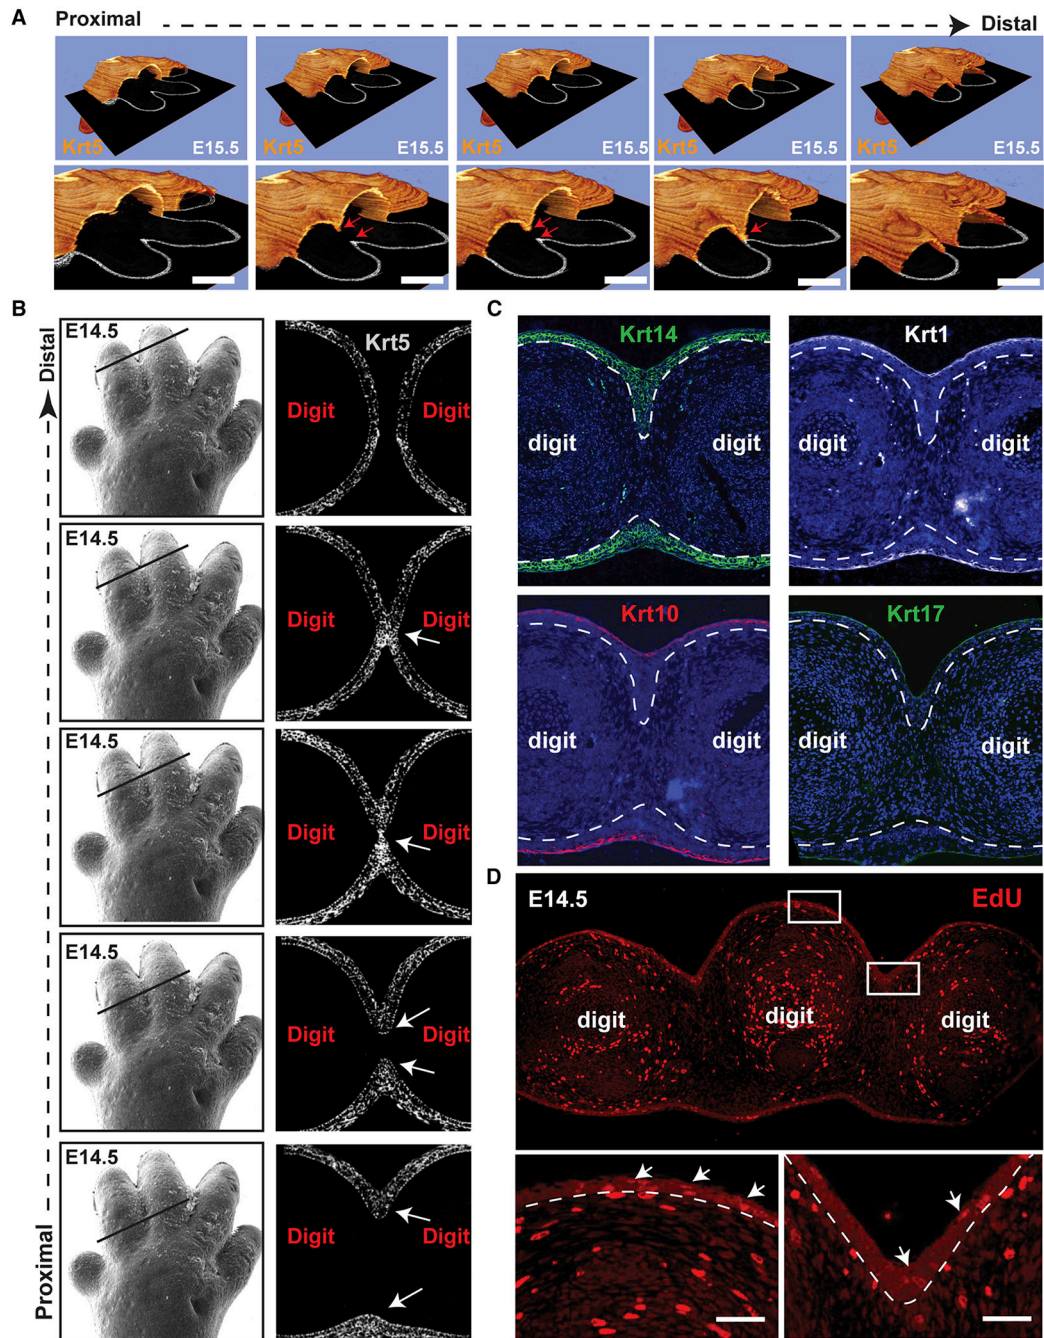 A
Proximal
Distal
Krt5
E15.5
Krt5
E15.5
Krt5
E15.5
Krt5
E15.5
Krt5
E15.5
B
Distal
Proximal
E14.5
Krt5
Digit
Digit
E14.5
Digit
Digit
E14.5
Digit
Digit
E14.5
Digit
Digit
E14.5
Digit
Digit
C
Krt14
digit
digit
Krt1
digit
digit
Krt10
digit
digit
Krt17
digit
digit
D
E14.5
EdU
digit
digit
digit